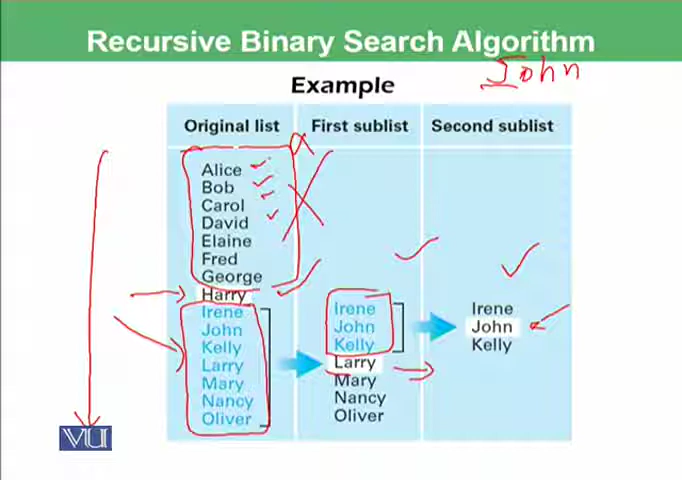 Recursive Binary Search Algorithm
John
Example
Original list First sublist Second sublist
Alice
Bob
Carol
David
Elaine
Fred
George
Harry
Irene Irene Irene
John John John
Kelly Kelly Kelly
Larry Larry
Mary Mary
Nancy Nancy
Oliver Oliver
VU